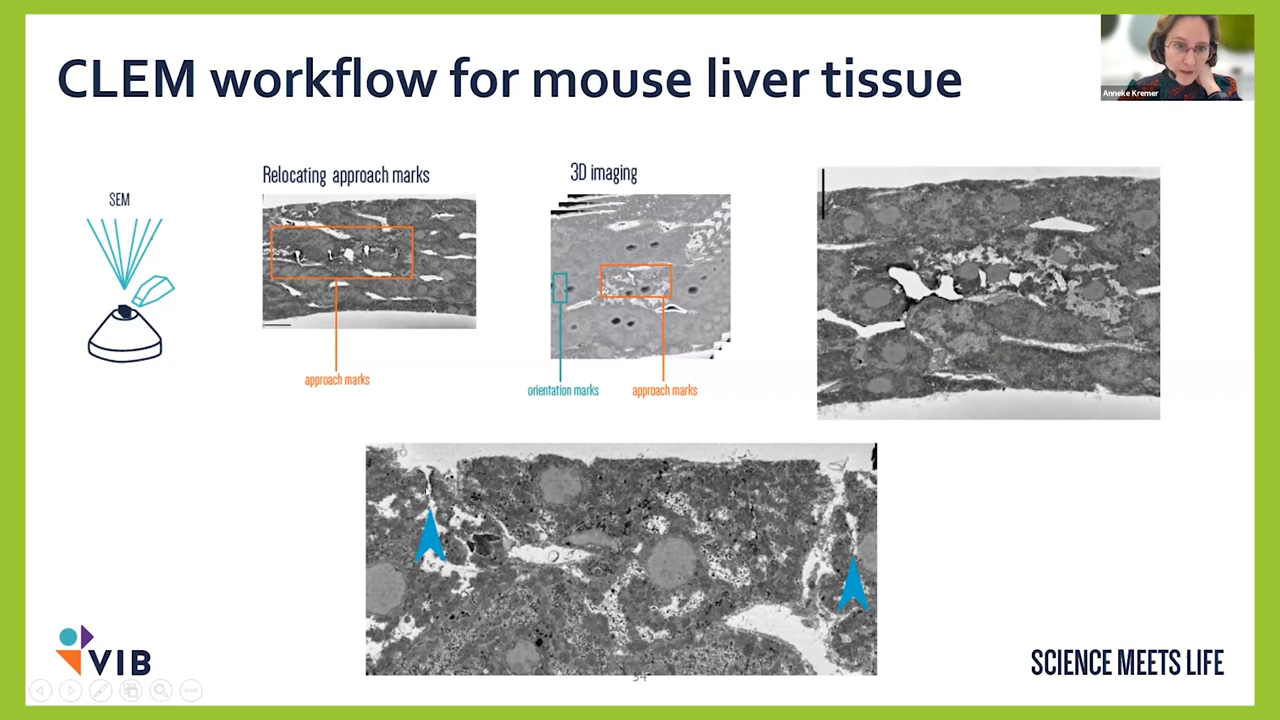 CLEM workflow for mouse liver tissue
Anneke Kremer
SEM
Relocating approach marks
3D imaging
approach marks
orientation marks
approach marks
VIB
SCIENCE MEETS LIFE